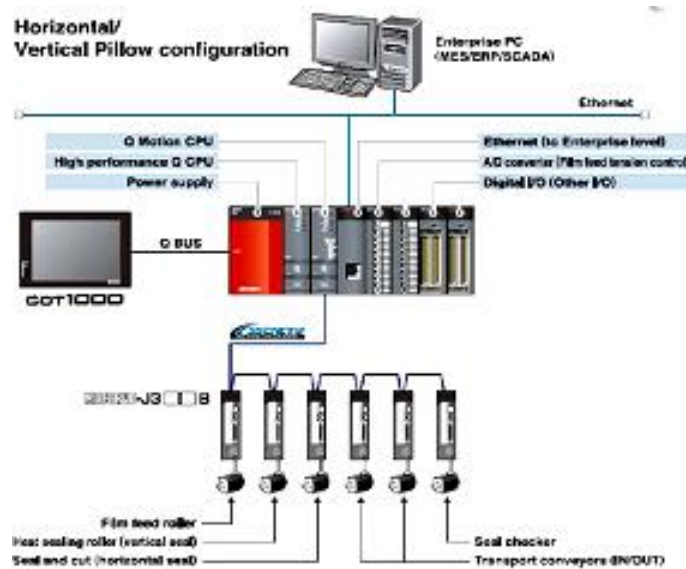 Horizontal/
Vertical Pillow configuration
Enterprise PC
(MES/ERP/SCADA)
Ethernet
Q Motion CPU
High performance Q CPU
Power supply
Ethernet (to Enterprise level)
A/D converter (Film feed tension control)
Digital I/O (Other I/O)
Q BUS
GOT1000
-J3 B
Film feed roller
Heat sealing roller (vertical seal)
Seal and cut (horizontal seal)
Seal checker
Transport conveyors (IN/OUT)